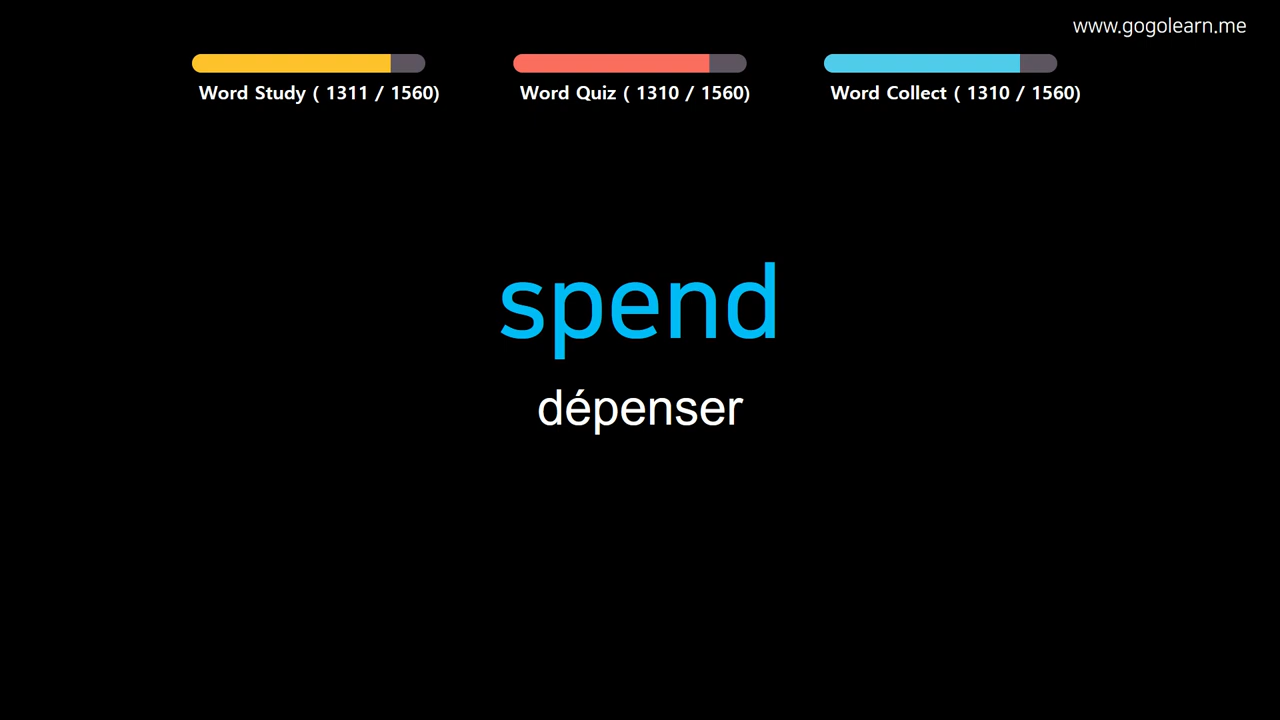 www.gogolearn.me
Word Study ( 1311 / 1560)
Word Quiz ( 1310 / 1560)
Word Collect ( 1310 / 1560)
spend
dépenser